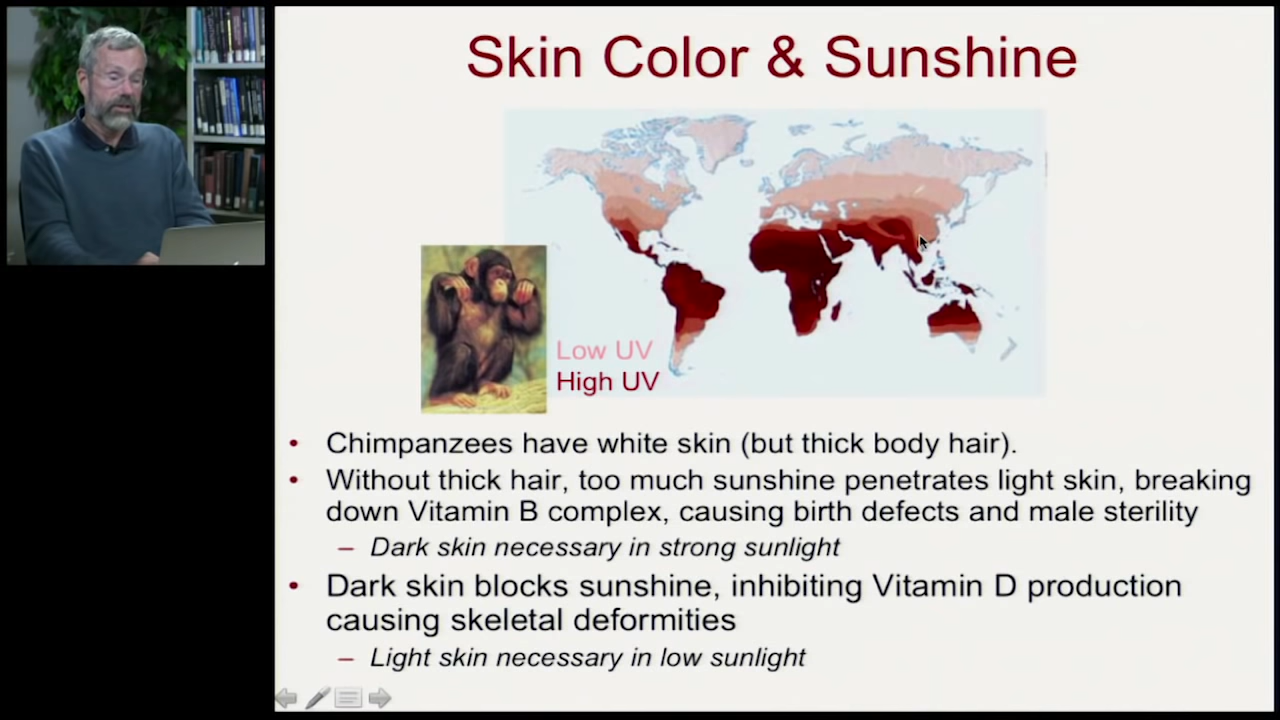 Skin Color & Sunshine
Low UV
High UV
• Chimpanzees have white skin (but thick body hair).
• Without thick hair, too much sunshine penetrates light skin, breaking
down Vitamin B complex, causing birth defects and male sterility
– Dark skin necessary in strong sunlight
• Dark skin blocks sunshine, inhibiting Vitamin D production
causing skeletal deformities
– Light skin necessary in low sunlight